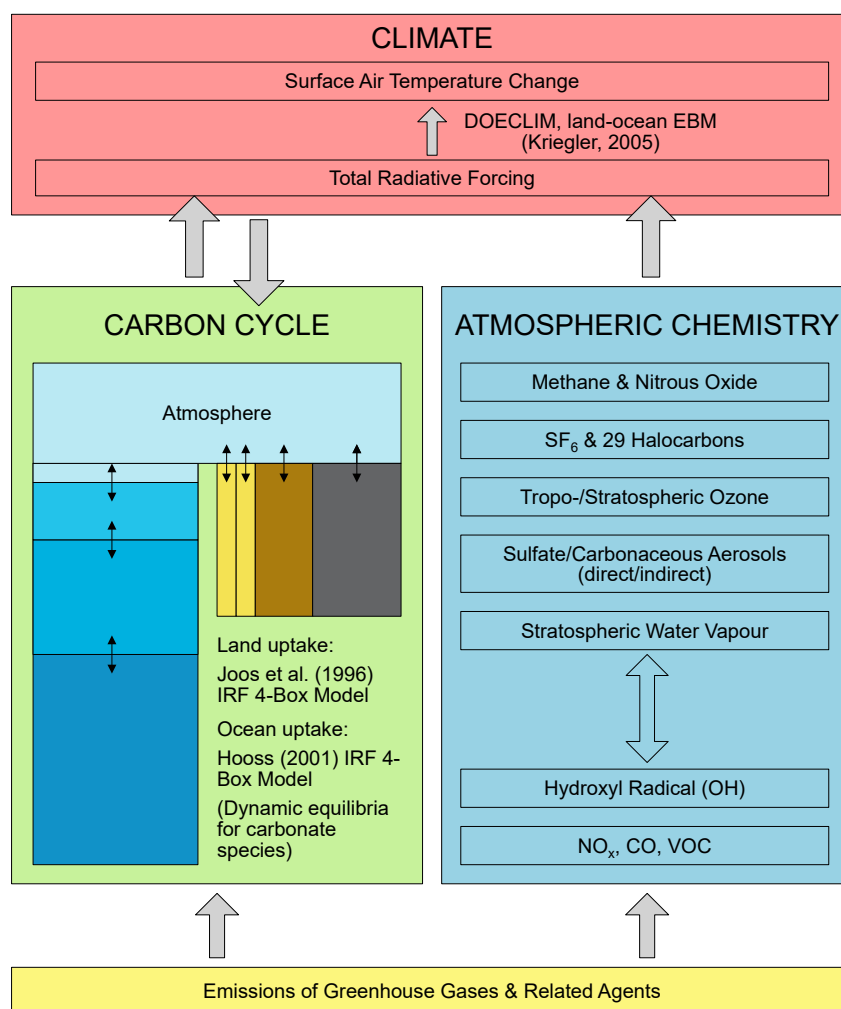 CLIMATE
Surface Air Temperature Change
DOECLIM, land-ocean EBM
(Kriegler, 2005)
Total Radiative Forcing
CARBON CYCLE
Atmosphere
Land uptake:
Joos et al. (1996)
IRF 4-Box Model
Ocean uptake:
Hooss (2001) IRF 4-
Box Model
(Dynamic equilibria
for carbonate
species)
ATMOSPHERIC CHEMISTRY
Methane & Nitrous Oxide
SF₆ & 29 Halocarbons
Tropo-/Stratospheric Ozone
Sulfate/Carbonaceous Aerosols
(direct/indirect)
Stratospheric Water Vapour
Hydroxyl Radical (OH)
NOₓ, CO, VOC
Emissions of Greenhouse Gases & Related Agents